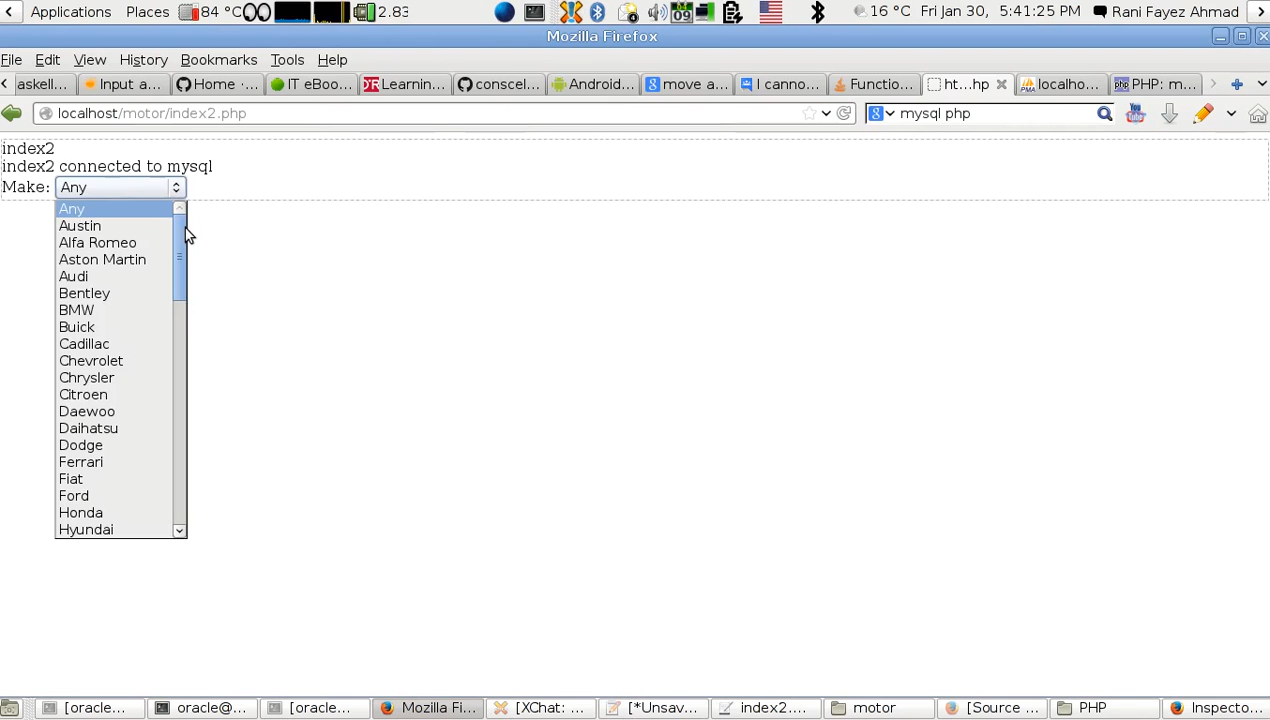 Applications Places 84 °C 2.83 16 °C Fri Jan 30, 5:41:25 PM Rani Fayez Ahmad
Mozilla Firefox
File Edit View History Bookmarks Tools Help
askell... Input a... Home ·... IT eBoo... Learnin... conscel... Android... move a... I canno... Functio... ht...hp localho... PHP: m...
localhost/motor/index2.php mysql php
index2
index2 connected to mysql
Make: Any
Any
Austin
Alfa Romeo
Aston Martin
Audi
Bentley
BMW
Buick
Cadillac
Chevrolet
Chrysler
Citroen
Daewoo
Daihatsu
Dodge
Ferrari
Fiat
Ford
Honda
Hyundai
[oracle... oracle@... [oracle... Mozilla Fi... [XChat: ... [*Unsav... index2.... motor [Source ... PHP Inspecto...